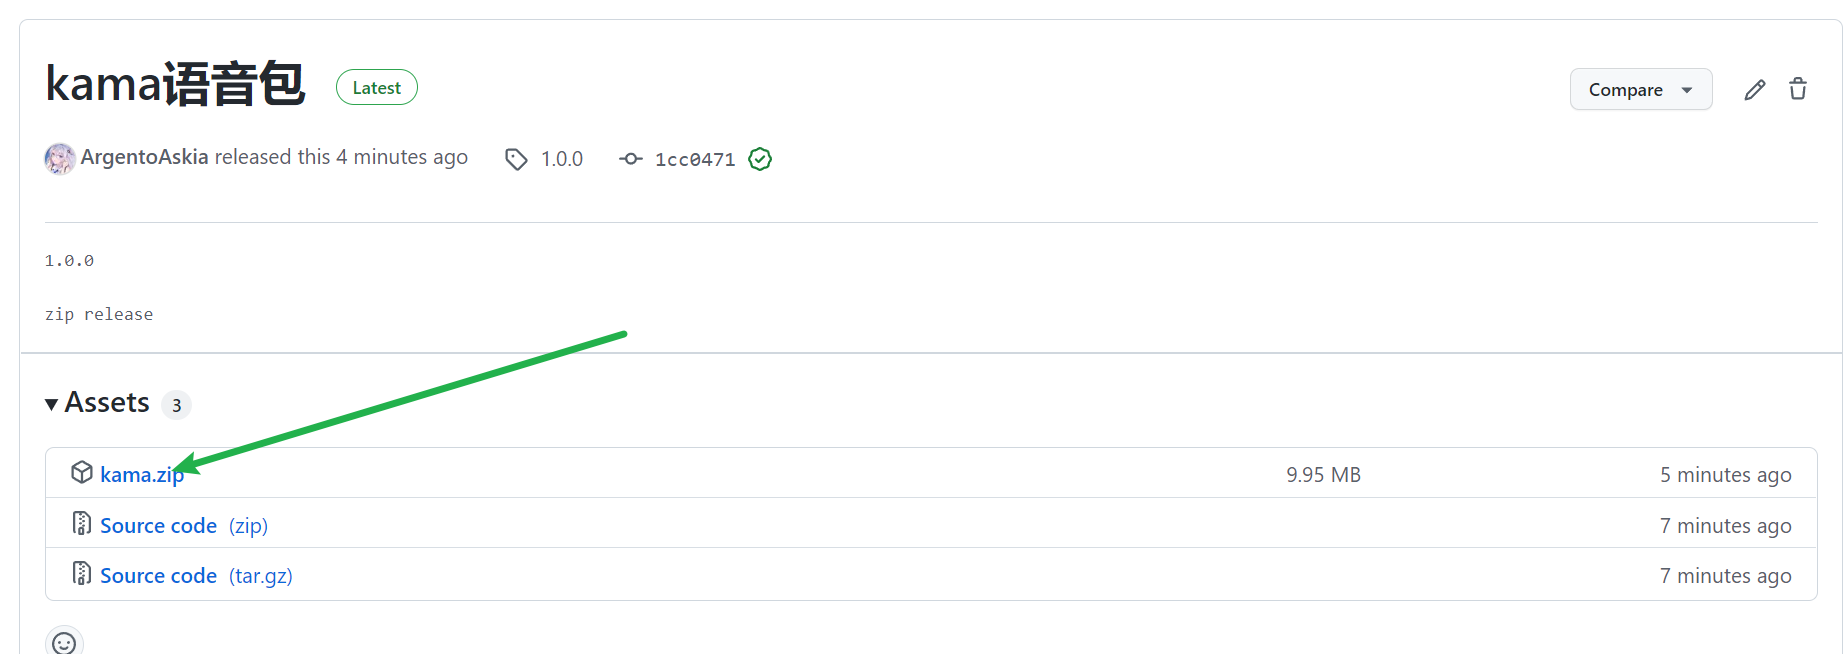 kama语音包 Latest Compare
ArgentoAskia released this 4 minutes ago 1.0.0 1cc0471
1.0.0
zip release
Assets 3
kama.zip 9.95 MB 5 minutes ago
Source code (zip) 7 minutes ago
Source code (tar.gz) 7 minutes ago